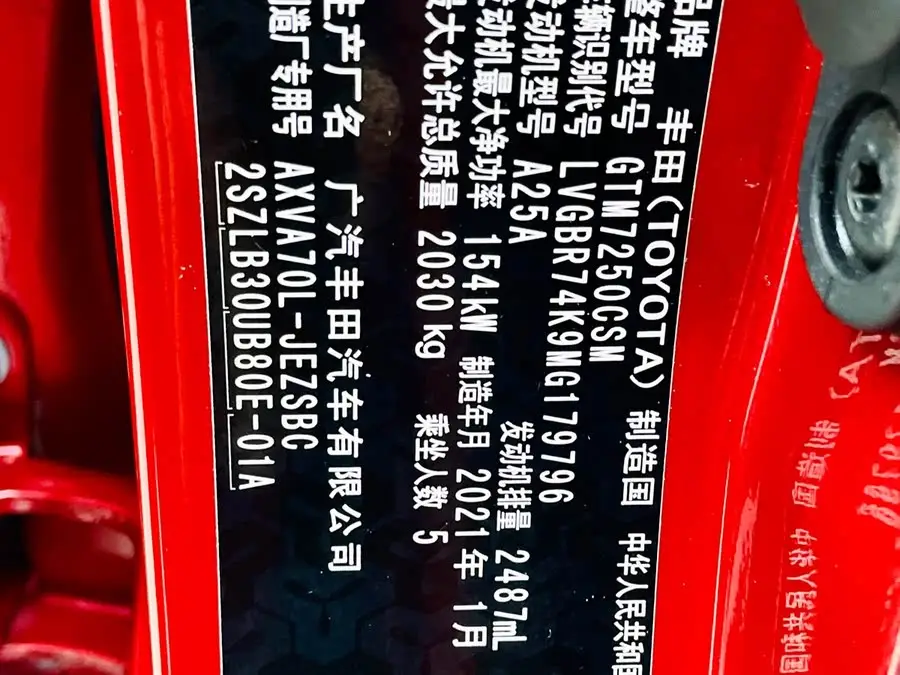 品牌 丰田(TOYOTA) 制造国 中华人民共和国
整车型号 GTM7250CSM
车辆识别代号 LVGBR74K9MG179796
发动机型号 A25A 发动机排量 2487mL
发动机最大净功率 154kW 制造年月 2021年1月
最大允许总质量 2030kg 乘坐人数 5
生产厂名 广汽丰田汽车有限公司
制造厂专用号 AXVA70L-JEZSBC
2SZLB30UB80E-01A